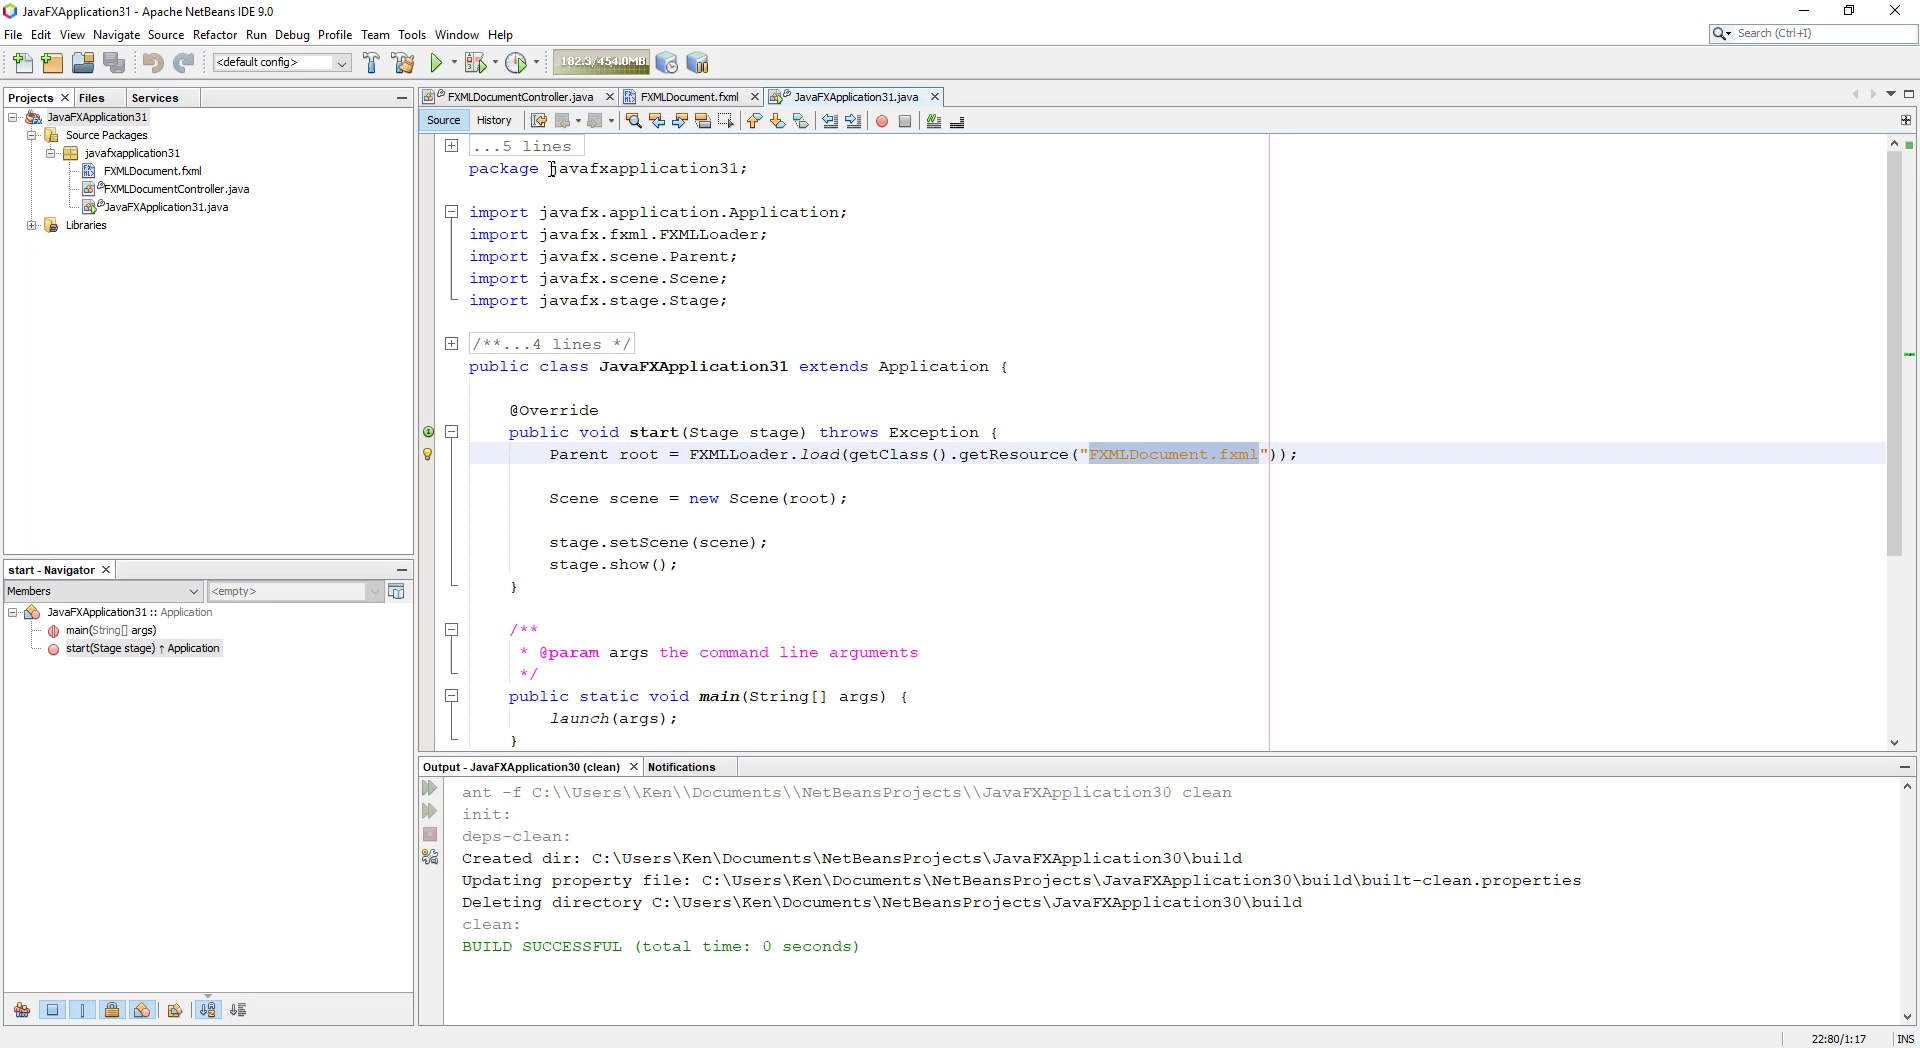 JavaFXApplication31 - Apache NetBeans IDE 9.0
File Edit View Navigate Source Refactor Run Debug Profile Team Tools Window Help
Search (Ctrl+I)
<default config>
182.3/454.0MB
Projects Files Services
JavaFXApplication31
Source Packages
javafxapplication31
FXMLDocument.fxml
FXMLDocumentController.java
JavaFXApplication31.java
Libraries
start - Navigator
Members <empty>
JavaFXApplication31 :: Application
main(String[] args)
start(Stage stage) ↑ Application
FXMLDocumentController.java FXMLDocument.fxml JavaFXApplication31.java
Source History
...5 lines
package javafxapplication31;
import javafx.application.Application;
import javafx.fxml.FXMLLoader;
import javafx.scene.Parent;
import javafx.scene.Scene;
import javafx.stage.Stage;
/**...4 lines */
public class JavaFXApplication31 extends Application {
@Override
public void start(Stage stage) throws Exception {
Parent root = FXMLLoader.load(getClass().getResource("FXMLDocument.fxml"));
Scene scene = new Scene(root);
stage.setScene(scene);
stage.show();
}
/**
* @param args the command line arguments
*/
public static void main(String[] args) {
launch(args);
}
Output - JavaFXApplication30 (clean) Notifications
ant -f C:\\Users\\Ken\\Documents\\NetBeansProjects\\JavaFXApplication30 clean
init:
deps-clean:
Created dir: C:\Users\Ken\Documents\NetBeansProjects\JavaFXApplication30\build
Updating property file: C:\Users\Ken\Documents\NetBeansProjects\JavaFXApplication30\build\built-clean.properties
Deleting directory C:\Users\Ken\Documents\NetBeansProjects\JavaFXApplication30\build
clean:
BUILD SUCCESSFUL (total time: 0 seconds)
22:80/1:17 INS